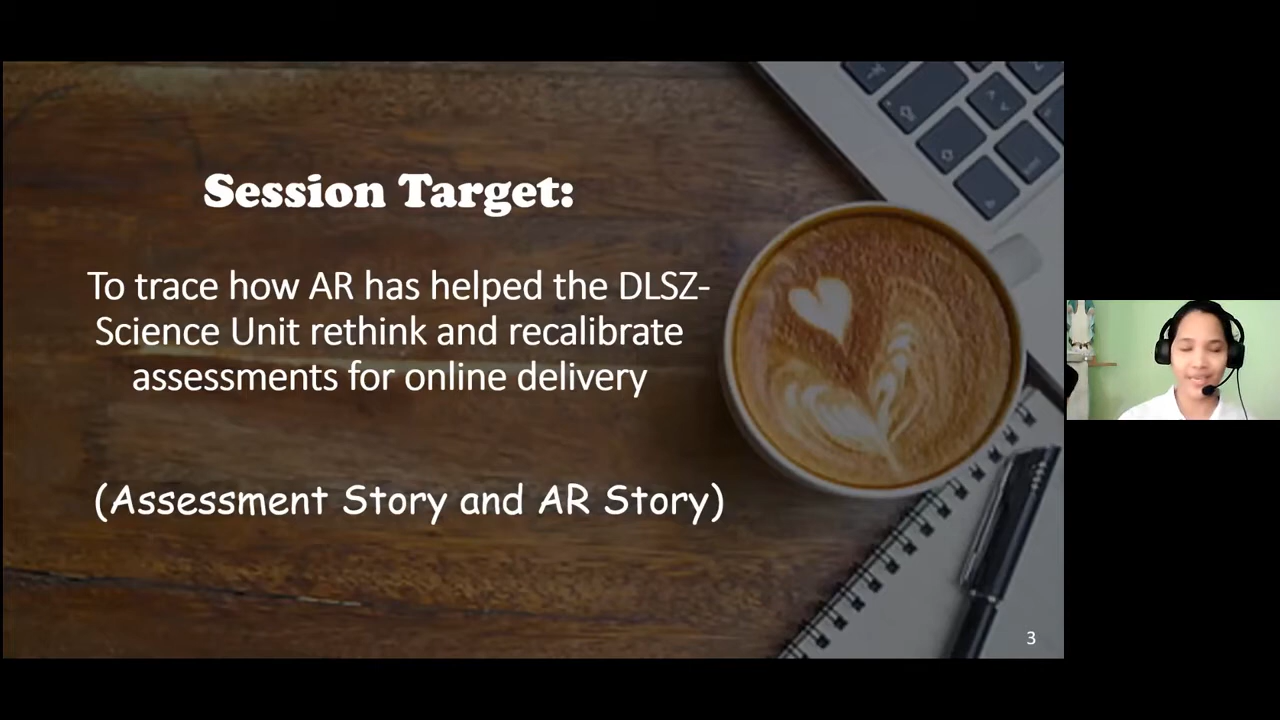 Session Target:
To trace how AR has helped the DLSZ-
Science Unit rethink and recalibrate
assessments for online delivery
(Assessment Story and AR Story)
3